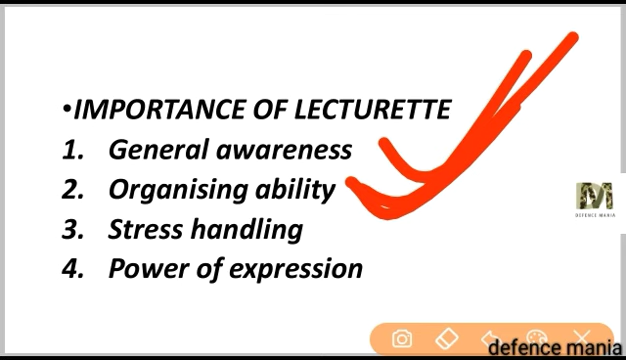 •IMPORTANCE OF LECTURETTE
1. General awareness
2. Organising ability
3. Stress handling
4. Power of expression
DM
DEFENCE MANIA
defence mania